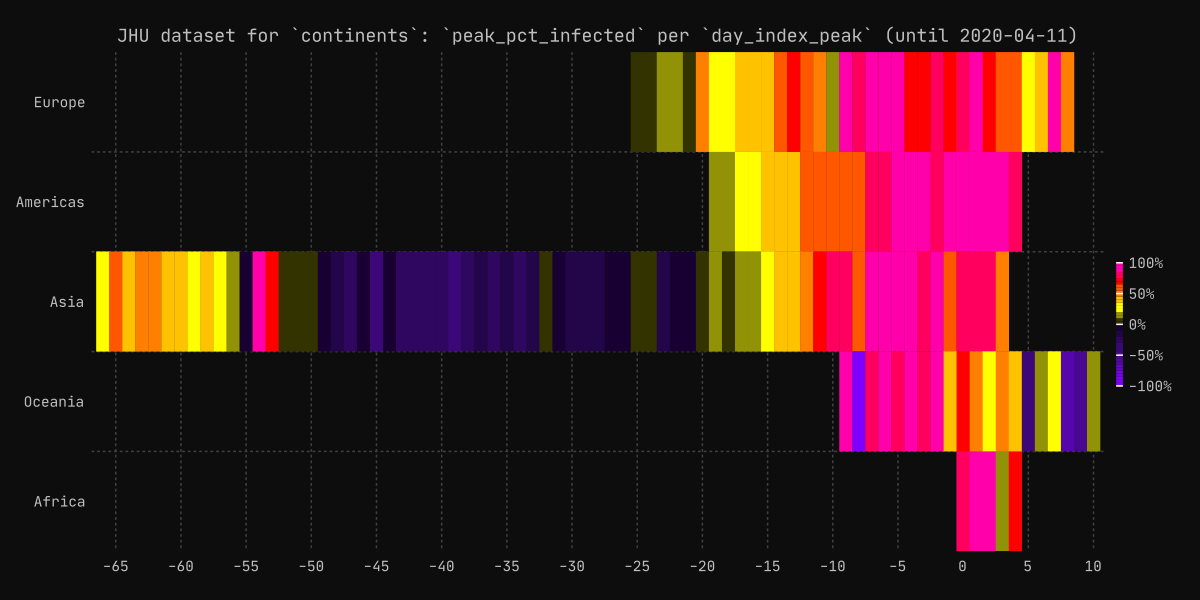 JHU dataset for `continents`: `peak_pct_infected` per `day_index_peak` (until 2020-04-11)
Europe
Americas
Asia
Oceania
Africa
100%
50%
0%
-50%
-100%
-65 -60 -55 -50 -45 -40 -35 -30 -25 -20 -15 -10 -5 0 5 10